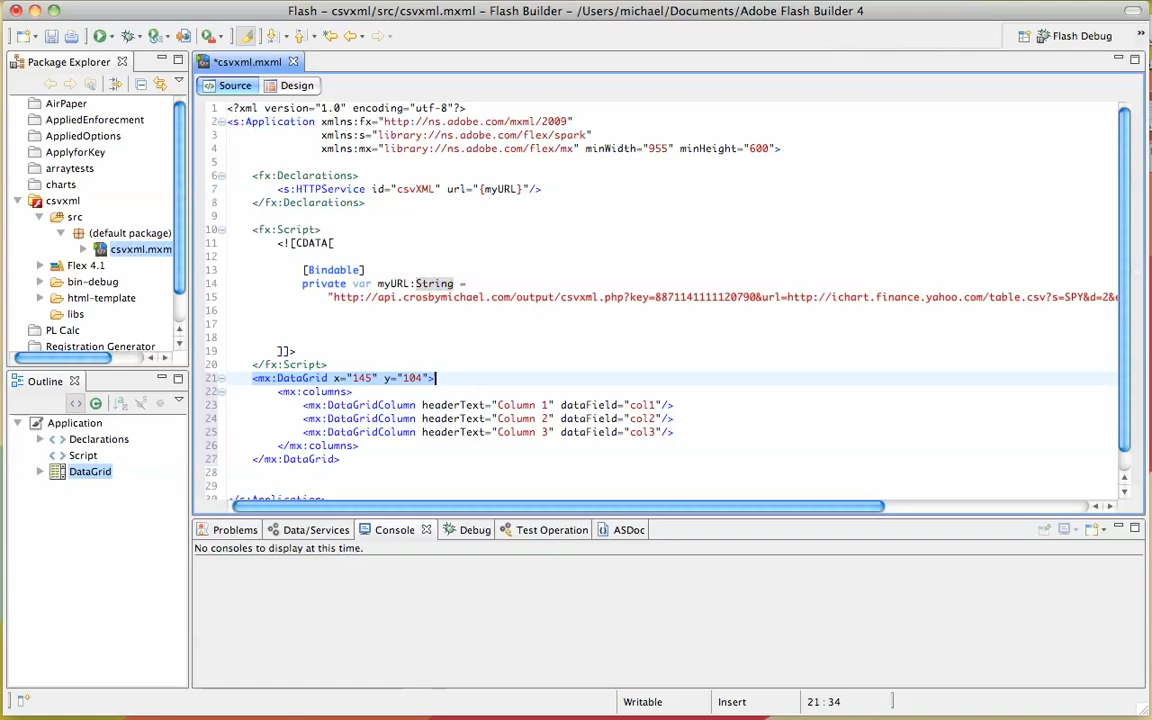 Flash - csvxml/src/csvxml.mxml - Flash Builder - /Users/michael/Documents/Adobe Flash Builder 4
Flash Debug
Package Explorer
*csvxml.mxml
Source
Design
AirPaper
AppliedEnforecment
AppliedOptions
ApplyforKey
arraytests
charts
csvxml
src
(default package)
csvxml.mxm
Flex 4.1
bin-debug
html-template
libs
PL Calc
Registration Generator
1 <?xml version="1.0" encoding="utf-8"?>
2 <s:Application xmlns:fx="http://ns.adobe.com/mxml/2009"
3 xmlns:s="library://ns.adobe.com/flex/spark"
4 xmlns:mx="library://ns.adobe.com/flex/mx" minWidth="955" minHeight="600">
5
6 <fx:Declarations>
7 <s:HTTPService id="csvXML" url="{myURL}"/>
8 </fx:Declarations>
9
10 <fx:Script>
11 <![CDATA[
12
13 [Bindable]
14 private var myURL:String =
15 "http://api.crosbymichael.com/output/csvxml.php?key=8871141111120790&url=http://ichart.finance.yahoo.com/table.csv?s=SPY&d=2&e
16
17
18
19 ]]>
20 </fx:Script>
21 <mx:DataGrid x="145" y="104">
22 <mx:columns>
23 <mx:DataGridColumn headerText="Column 1" dataField="col1"/>
24 <mx:DataGridColumn headerText="Column 2" dataField="col2"/>
25 <mx:DataGridColumn headerText="Column 3" dataField="col3"/>
26 </mx:columns>
27 </mx:DataGrid>
28
29
30 </s:Application>
Outline
Application
Declarations
Script
DataGrid
Problems
Data/Services
Console
Debug
Test Operation
ASDoc
No consoles to display at this time.
Writable
Insert
21 : 34